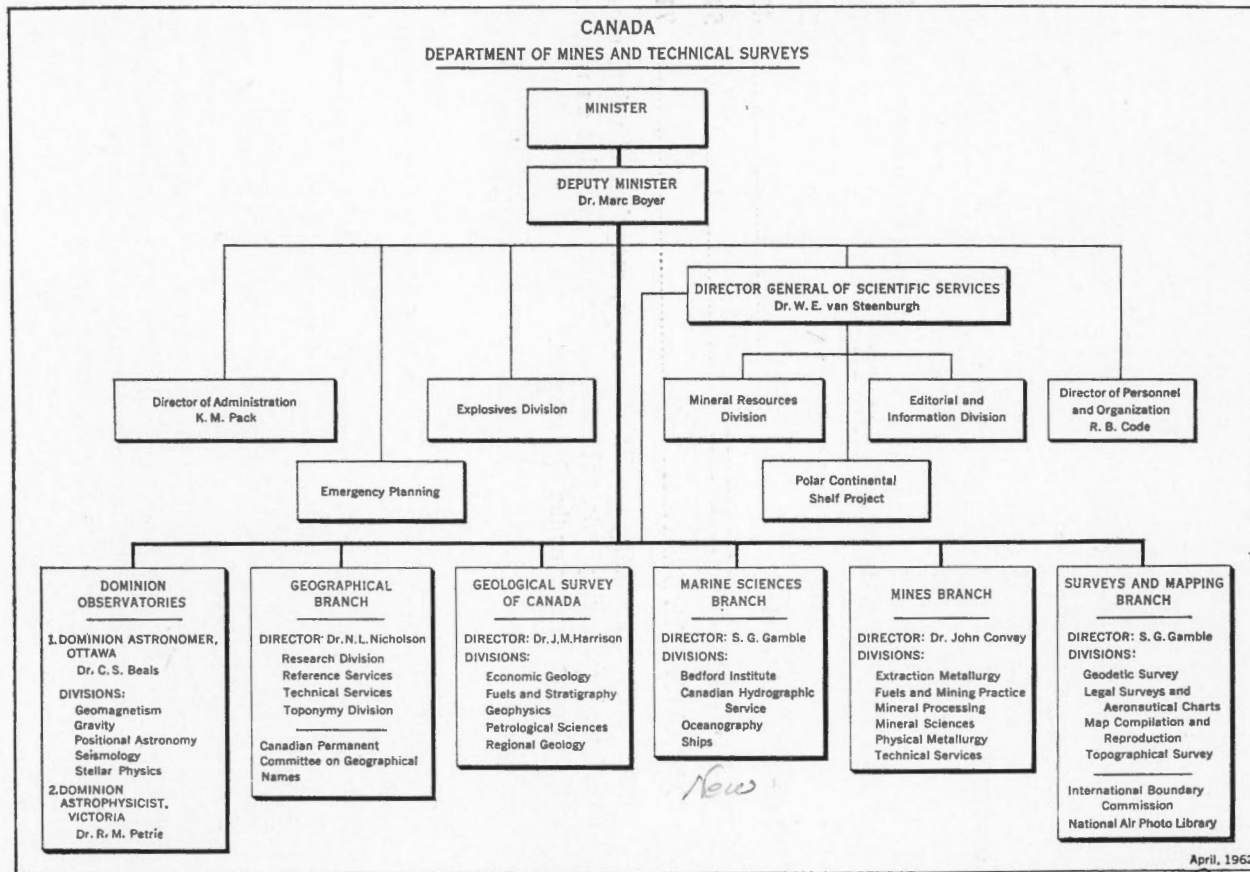 CANADA
DEPARTMENT OF MINES AND TECHNICAL SURVEYS
MINISTER
DEPUTY MINISTER
Dr. Marc Boyer
DIRECTOR GENERAL OF SCIENTIFIC SERVICES
Dr. W. E. van Steenburgh
Director of Administration
K. M. Pack
Explosives Division
Mineral Resources
Division
Editorial and
Information Division
Director of Personnel
and Organization
R. B. Code
Emergency Planning
Polar Continental
Shelf Project
DOMINION
OBSERVATORIES
1. DOMINION ASTRONOMER,
OTTAWA
Dr. C. S. Beals
DIVISIONS:
Geomagnetism
Gravity
Positional Astronomy
Seismology
Stellar Physics
2. DOMINION
ASTROPHYSICIST,
VICTORIA
Dr. R. M. Petrie
GEOGRAPHICAL
BRANCH
DIRECTOR: Dr. N. L. Nicholson
Research Division
Reference Services
Technical Services
Toponymy Division
Canadian Permanent
Committee on Geographical
Names
GEOLOGICAL SURVEY
OF CANADA
DIRECTOR: Dr. J. M. Harrison
DIVISIONS:
Economic Geology
Fuels and Stratigraphy
Geophysics
Petrological Sciences
Regional Geology
MARINE SCIENCES
BRANCH
DIRECTOR: S. G. Gamble
DIVISIONS:
Bedford Institute
Canadian Hydrographic
Service
Oceanography
Ships
New
MINES BRANCH
DIRECTOR: Dr. John Convey
DIVISIONS:
Extraction Metallurgy
Fuels and Mining Practice
Mineral Processing
Mineral Sciences
Physical Metallurgy
Technical Services
SURVEYS AND MAPPING
BRANCH
DIRECTOR: S. G. Gamble
DIVISIONS:
Geodetic Survey
Legal Surveys and
Aeronautical Charts
Map Compilation and
Reproduction
Topographical Survey
International Boundary
Commission
National Air Photo Library
April, 1962